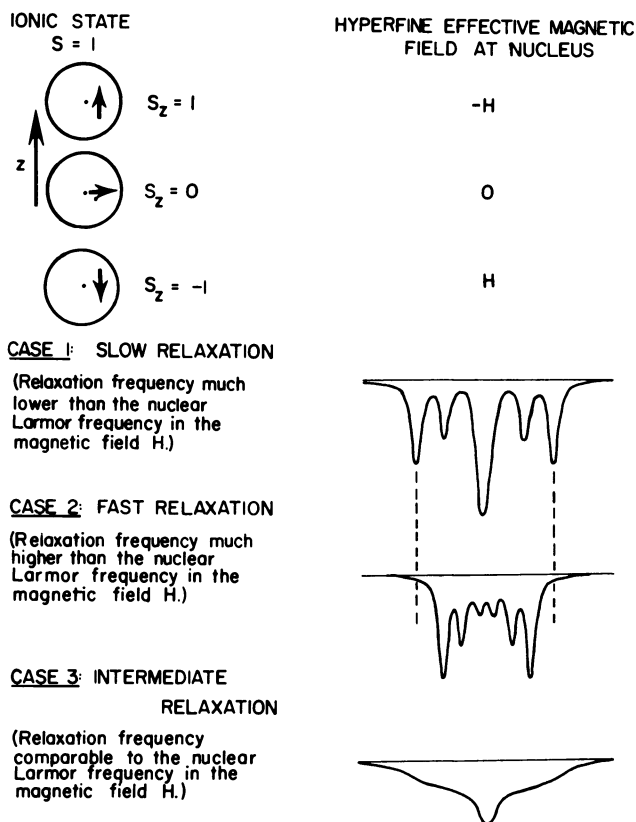 IONIC STATE
S = 1
HYPERFINE EFFECTIVE MAGNETIC
FIELD AT NUCLEUS
S_z = 1
-H
z
S_z = 0
O
S_z = -1
H
CASE 1: SLOW RELAXATION
(Relaxation frequency much
lower than the nuclear
Larmor frequency in the
magnetic field H.)
CASE 2: FAST RELAXATION
(Relaxation frequency much
higher than the nuclear
Larmor frequency in the
magnetic field H.)
CASE 3: INTERMEDIATE
RELAXATION
(Relaxation frequency
comparable to the nuclear
Larmor frequency in the
magnetic field H.)